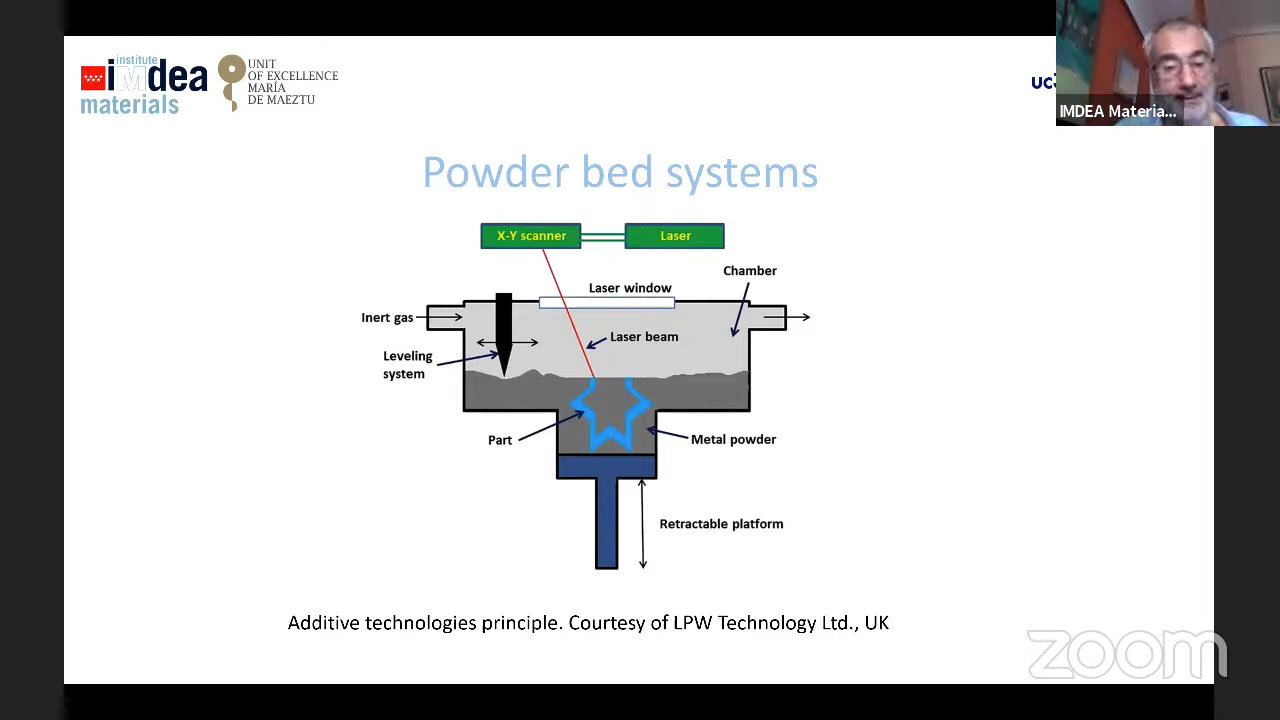 institute
iMdea
materials
UNIT
OF EXCELLENCE
MARÍA
DE MAEZTU
IMDEA Materia...
Powder bed systems
X-Y scanner
Laser
Chamber
Laser window
Inert gas
Laser beam
Leveling
system
Part
Metal powder
Retractable platform
Additive technologies principle. Courtesy of LPW Technology Ltd., UK
zoom